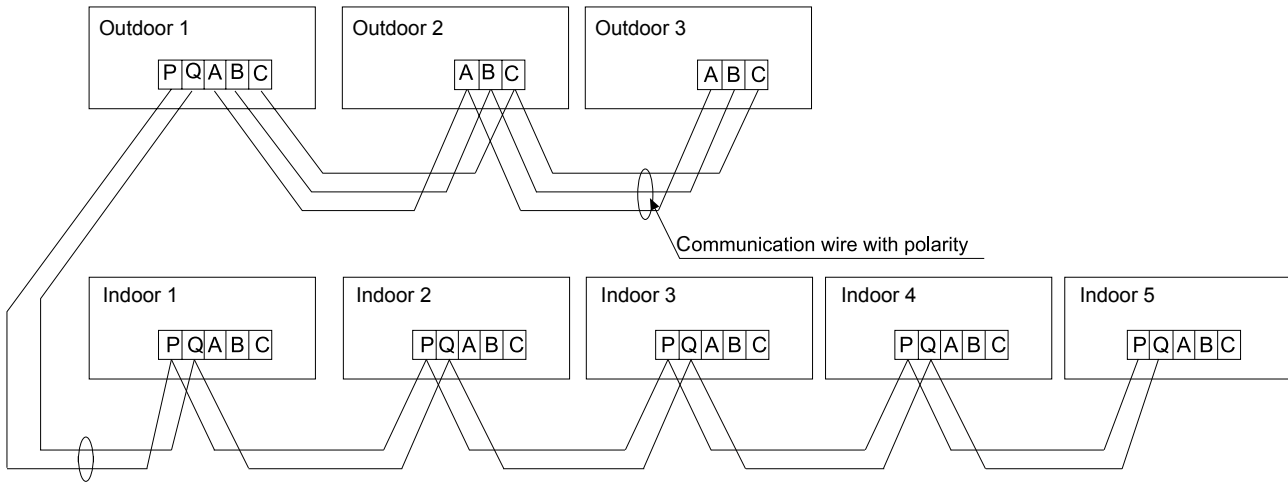 Outdoor 1
P Q A B C
Outdoor 2
A B C
Outdoor 3
A B C
Communication wire with polarity
Indoor 1
P Q A B C
Indoor 2
P Q A B C
Indoor 3
P Q A B C
Indoor 4
P Q A B C
Indoor 5
P Q A B C